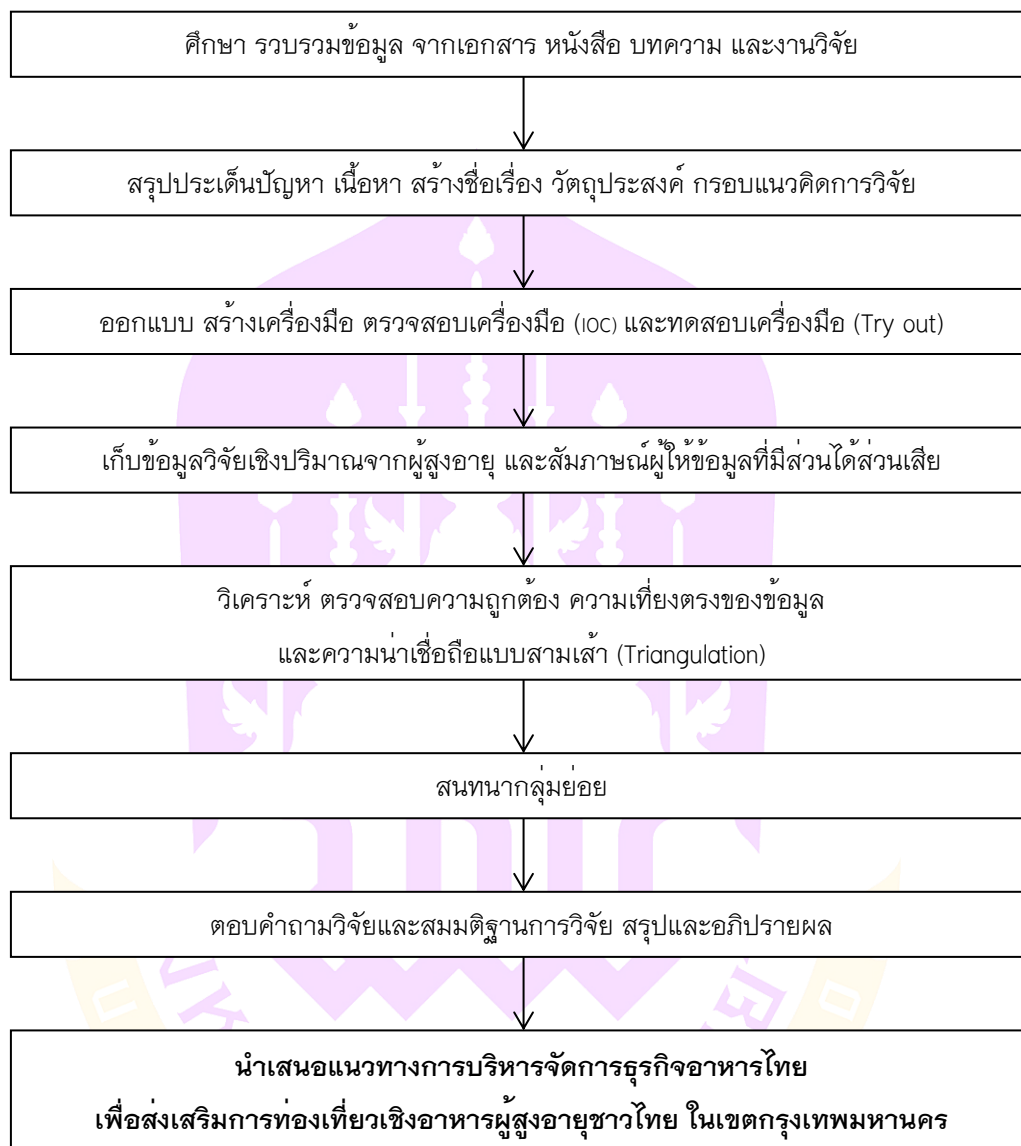 ศึกษา รวบรวมข้อมูล จากเอกสาร หนังสือ บทความ และงานวิจัย
สรุปประเด็นปัญหา เนื้อหา สร้างชื่อเรื่อง วัตถุประสงค์ กรอบแนวคิดการวิจัย
ออกแบบ สร้างเครื่องมือ ตรวจสอบเครื่องมือ (IOC) และทดสอบเครื่องมือ (Try out)
เก็บข้อมูลวิจัยเชิงปริมาณจากผู้สูงอายุ และสัมภาษณ์ผู้ให้ข้อมูลที่มีส่วนได้ส่วนเสีย
วิเคราะห์ ตรวจสอบความถูกต้อง ความเที่ยงตรงของข้อมูล
และความน่าเชื่อถือแบบสามเส้า (Triangulation)
สนทนากลุ่มย่อย
ตอบคำถามวิจัยและสมมติฐานการวิจัย สรุปและอภิปรายผล
นำเสนอแนวทางการบริหารจัดการธุรกิจอาหารไทย
เพื่อส่งเสริมการท่องเที่ยวเชิงอาหารผู้สูงอายุชาวไทย ในเขตกรุงเทพมหานคร